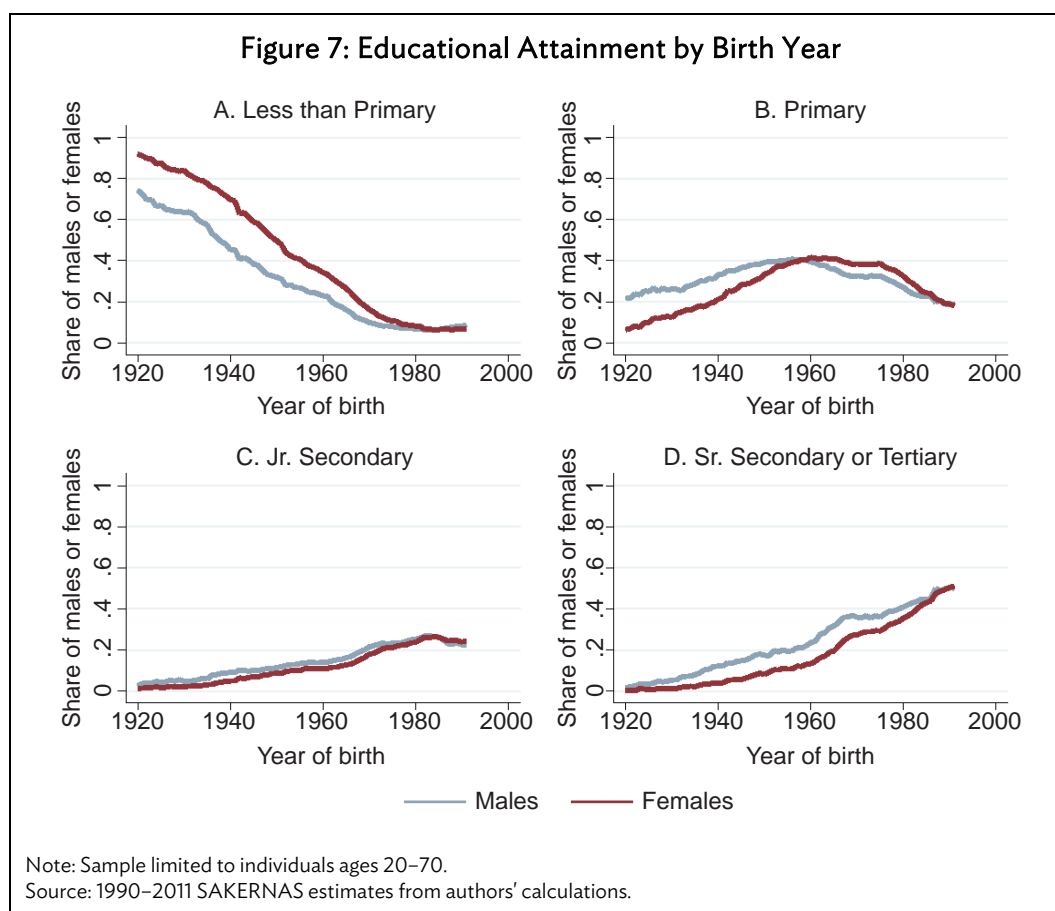 Figure 7: Educational Attainment by Birth Year
A. Less than Primary
Share of males or females
1
.8
.6
.4
.2
0
1920 1940 1960 1980 2000
Year of birth
B. Primary
Share of males or females
1
.8
.6
.4
.2
0
1920 1940 1960 1980 2000
Year of birth
C. Jr. Secondary
Share of males or females
1
.8
.6
.4
.2
0
1920 1940 1960 1980 2000
Year of birth
D. Sr. Secondary or Tertiary
Share of males or females
1
.8
.6
.4
.2
0
1920 1940 1960 1980 2000
Year of birth
Males Females
Note: Sample limited to individuals ages 20–70.
Source: 1990–2011 SAKERNAS estimates from authors' calculations.